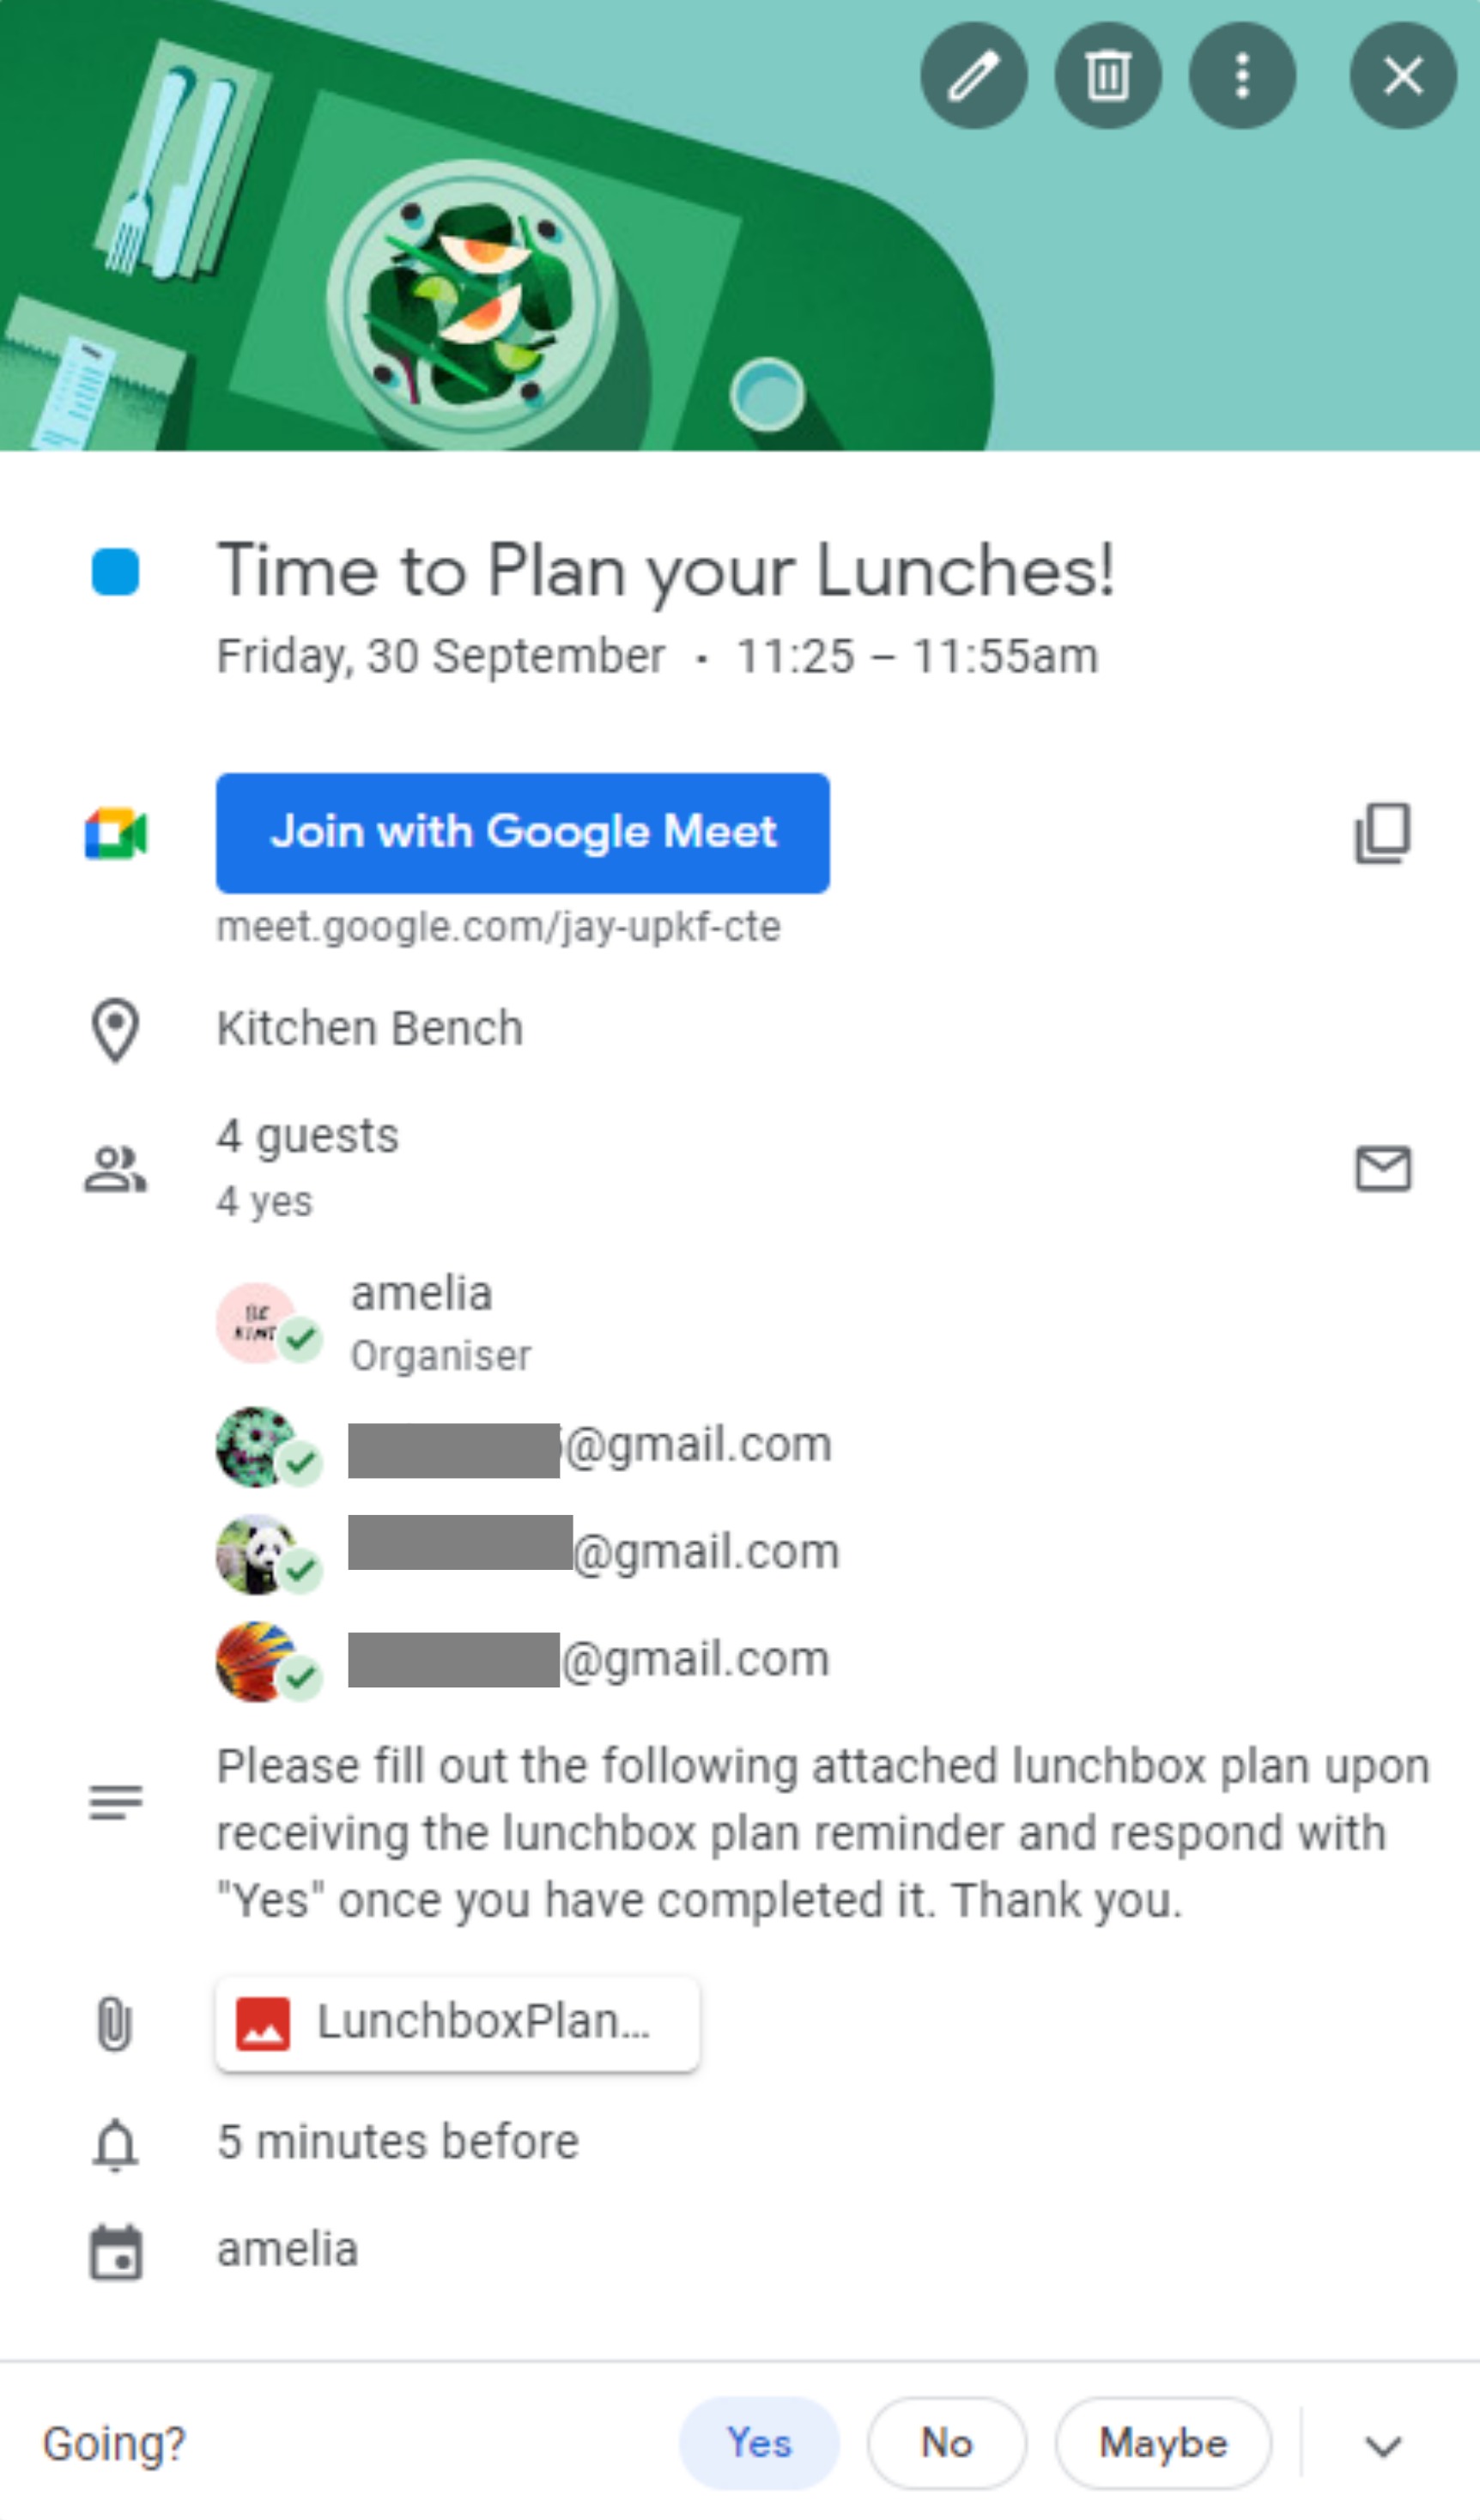 Time to Plan your Lunches!
Friday, 30 September • 11:25 – 11:55am
Join with Google Meet
meet.google.com/jay-upkf-cte
Kitchen Bench
4 guests
4 yes
BE
KIND
amelia
Organiser
@gmail.com
@gmail.com
@gmail.com
Please fill out the following attached lunchbox plan upon
receiving the lunchbox plan reminder and respond with
"Yes" once you have completed it. Thank you.
LunchboxPlan...
5 minutes before
amelia
Going?
Yes
No
Maybe